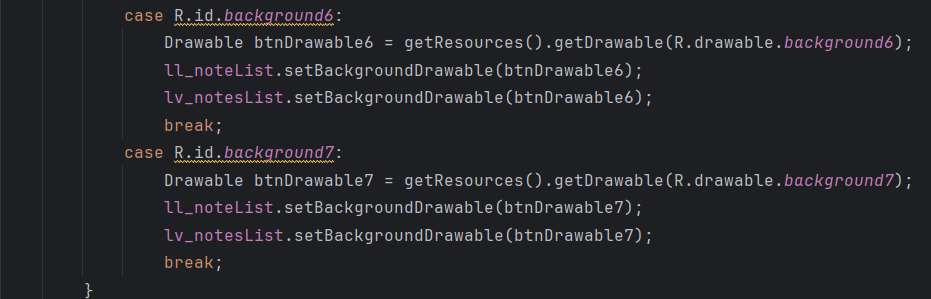 case R.id.background6:
Drawable btnDrawable6 = getResources().getDrawable(R.drawable.background6);
ll_noteList.setBackgroundDrawable(btnDrawable6);
lv_notesList.setBackgroundDrawable(btnDrawable6);
break;
case R.id.background7:
Drawable btnDrawable7 = getResources().getDrawable(R.drawable.background7);
ll_noteList.setBackgroundDrawable(btnDrawable7);
lv_notesList.setBackgroundDrawable(btnDrawable7);
break;
}